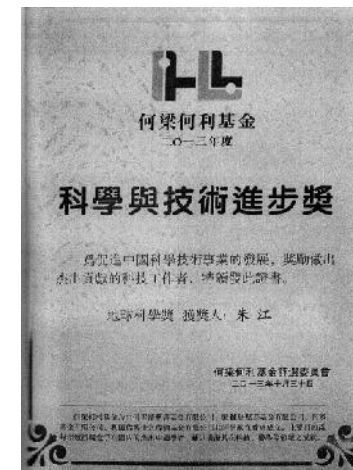 何梁何利基金
二〇一三年度
科學與技術進步獎
爲促進中國科學技術事業的發展，獎勵做出
杰出貢獻的科技工作者，特頒發此證書。
地球科學獎 獲獎人：朱 江
何梁何利基金評選委員會
二〇一三年十月三十日